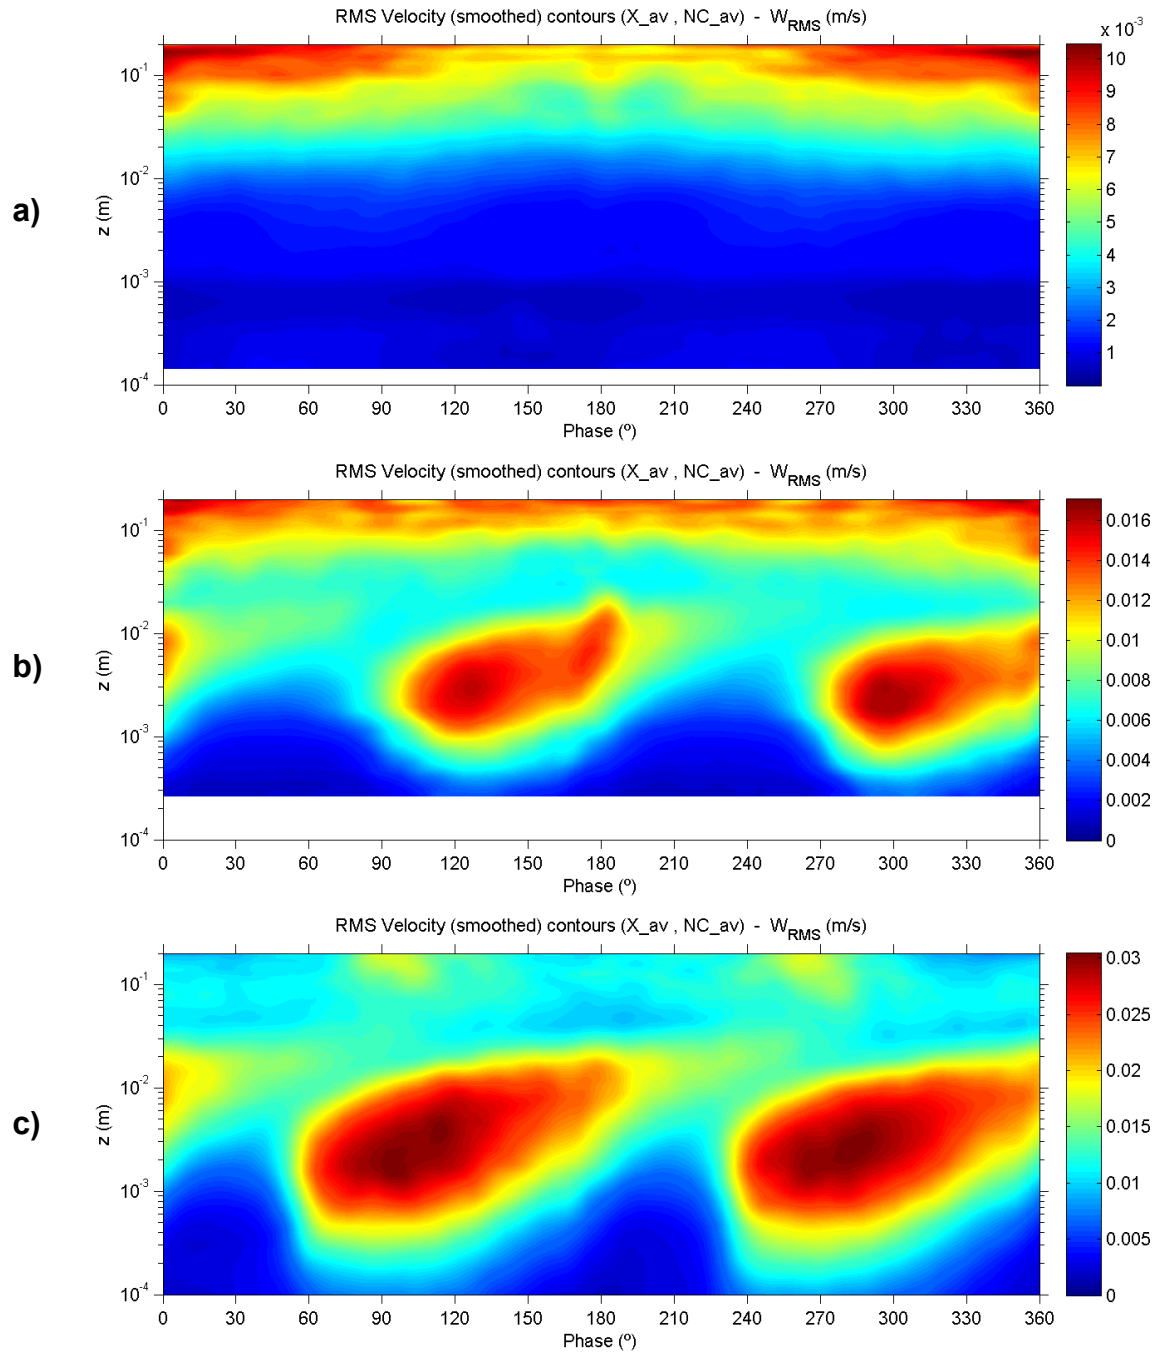 RMS Velocity (smoothed) contours (X_av , NC_av) - W_RMS (m/s)
x 10^-3
a)
z (m)
10^-1
10^-2
10^-3
10^-4
0 30 60 90 120 150 180 210 240 270 300 330 360
Phase (º)
10
9
8
7
6
5
4
3
2
1
RMS Velocity (smoothed) contours (X_av , NC_av) - W_RMS (m/s)
b)
z (m)
10^-1
10^-2
10^-3
10^-4
0 30 60 90 120 150 180 210 240 270 300 330 360
Phase (º)
0.016
0.014
0.012
0.01
0.008
0.006
0.004
0.002
0
RMS Velocity (smoothed) contours (X_av , NC_av) - W_RMS (m/s)
c)
z (m)
10^-1
10^-2
10^-3
10^-4
0 30 60 90 120 150 180 210 240 270 300 330 360
Phase (º)
0.03
0.025
0.02
0.015
0.01
0.005
0